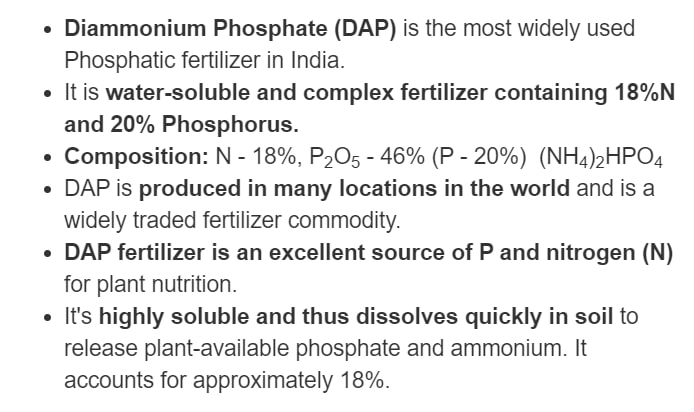 • Diammonium Phosphate (DAP) is the most widely used
Phosphatic fertilizer in India.
• It is water-soluble and complex fertilizer containing 18%N
and 20% Phosphorus.
• Composition: N - 18%, P₂O₅ - 46% (P - 20%) (NH₄)₂HPO₄
• DAP is produced in many locations in the world and is a
widely traded fertilizer commodity.
• DAP fertilizer is an excellent source of P and nitrogen (N)
for plant nutrition.
• It's highly soluble and thus dissolves quickly in soil to
release plant-available phosphate and ammonium. It
accounts for approximately 18%.